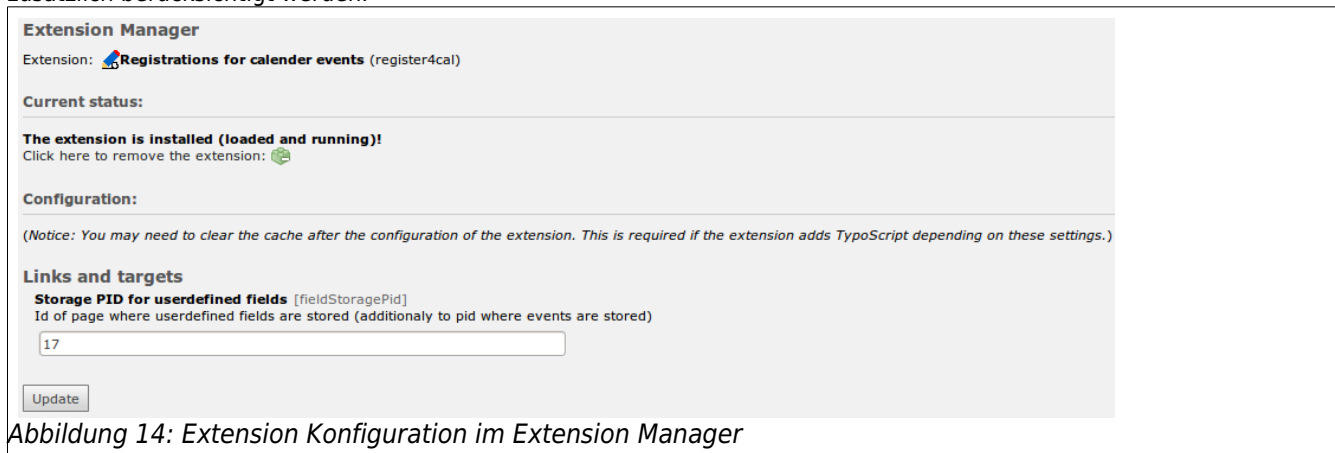 zusätzlich berücksichtigt werden.
Extension Manager
Extension: Registrations for calender events (register4cal)
Current status:
The extension is installed (loaded and running)!
Click here to remove the extension:
Configuration:
(Notice: You may need to clear the cache after the configuration of the extension. This is required if the extension adds TypoScript depending on these settings.)
Links and targets
Storage PID for userdefined fields [fieldStoragePid]
Id of page where userdefined fields are stored (additionaly to pid where events are stored)
17
Update
Abbildung 14: Extension Konfiguration im Extension Manager